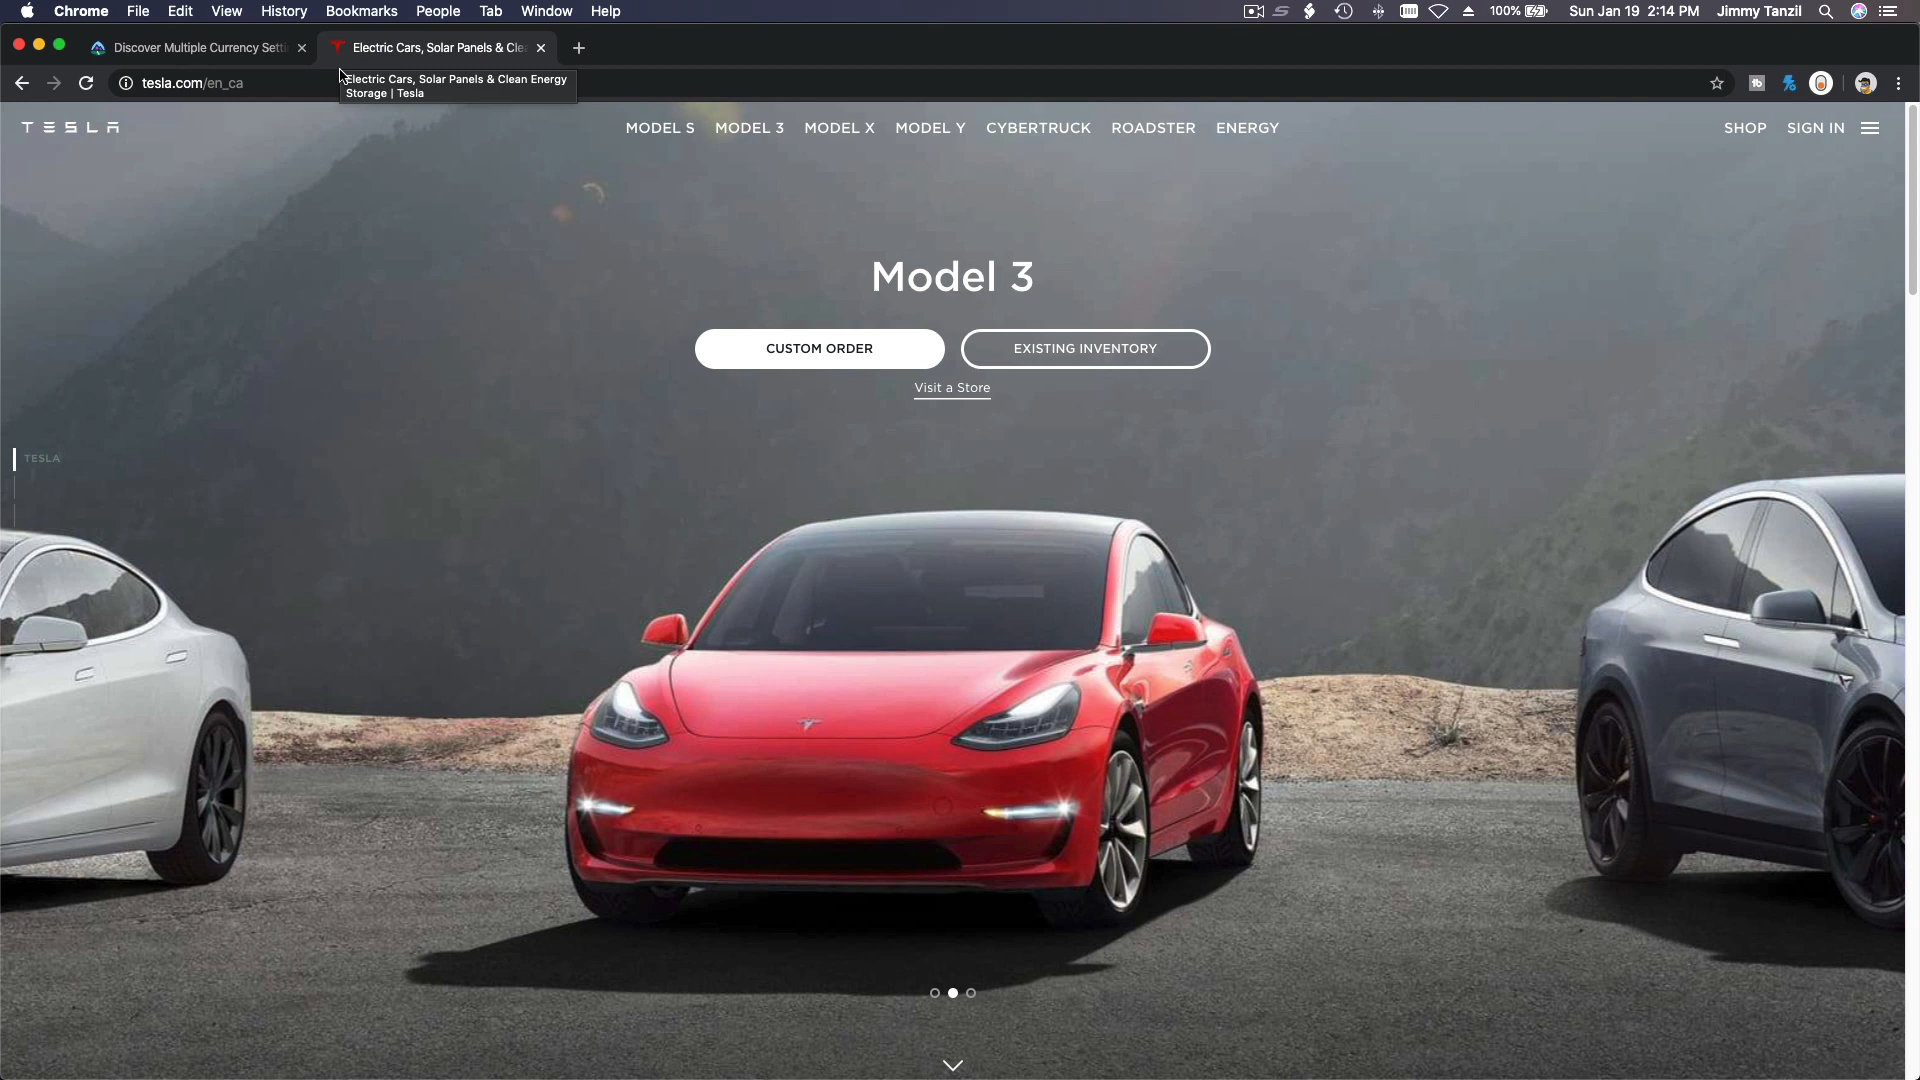 Chrome File Edit View History Bookmarks People Tab Window Help
100% Sun Jan 19 2:14 PM Jimmy Tanzil
Discover Multiple Currency Setti
Electric Cars, Solar Panels & Cle
tesla.com/en_ca
Electric Cars, Solar Panels & Clean Energy
Storage | Tesla
TESLA
MODEL S MODEL 3 MODEL X MODEL Y CYBERTRUCK ROADSTER ENERGY
SHOP SIGN IN
Model 3
CUSTOM ORDER EXISTING INVENTORY
Visit a Store
TESLA